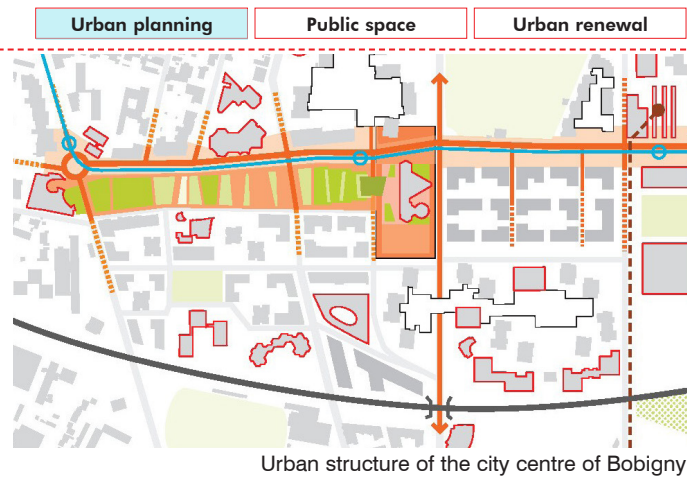 Urban planning
Public space
Urban renewal
Urban structure of the city centre of Bobigny